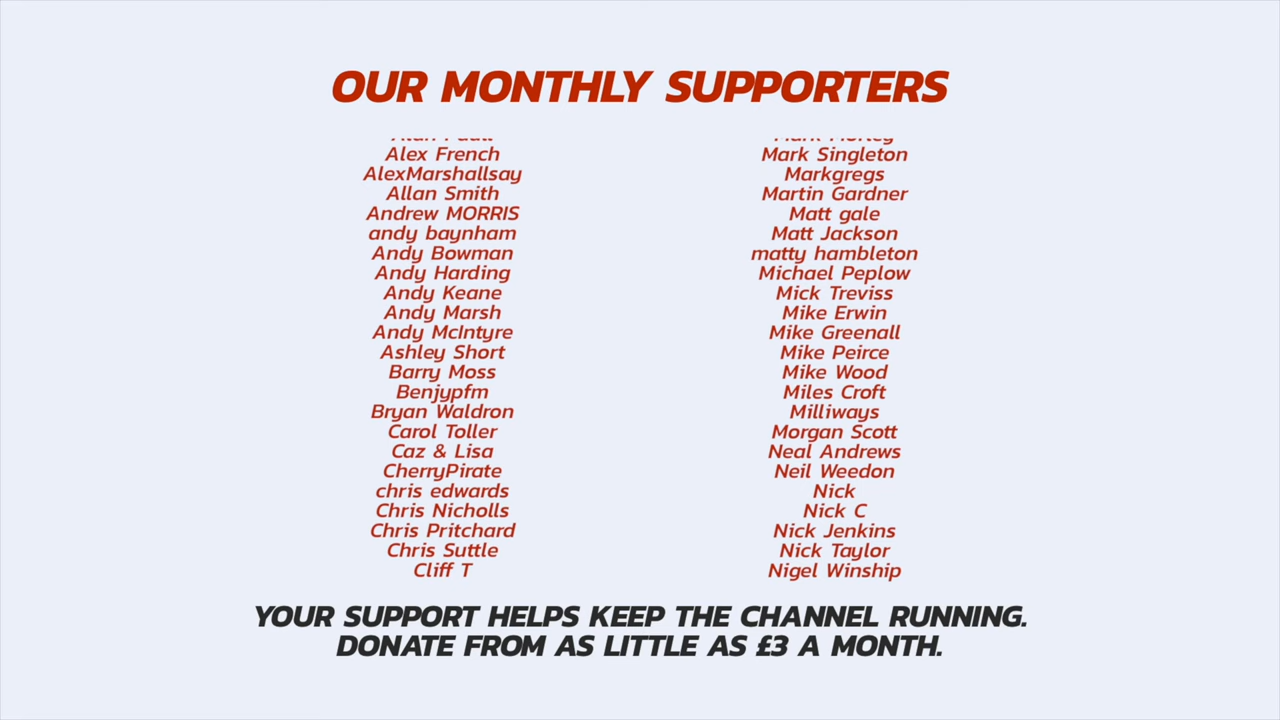 OUR MONTHLY SUPPORTERS
Alex French
AlexMarshallsay
Allan Smith
Andrew MORRIS
andy baynham
Andy Bowman
Andy Harding
Andy Keane
Andy Marsh
Andy McIntyre
Ashley Short
Barry Moss
Benjypfm
Bryan Waldron
Carol Toller
Caz & Lisa
CherryPirate
chris edwards
Chris Nicholls
Chris Pritchard
Chris Suttle
Cliff T
Mark Singleton
Markgregs
Martin Gardner
Matt gale
Matt Jackson
matty hambleton
Michael Peplow
Mick Treviss
Mike Erwin
Mike Greenall
Mike Peirce
Mike Wood
Miles Croft
Milliways
Morgan Scott
Neal Andrews
Neil Weedon
Nick
Nick C
Nick Jenkins
Nick Taylor
Nigel Winship
YOUR SUPPORT HELPS KEEP THE CHANNEL RUNNING.
DONATE FROM AS LITTLE AS £3 A MONTH.